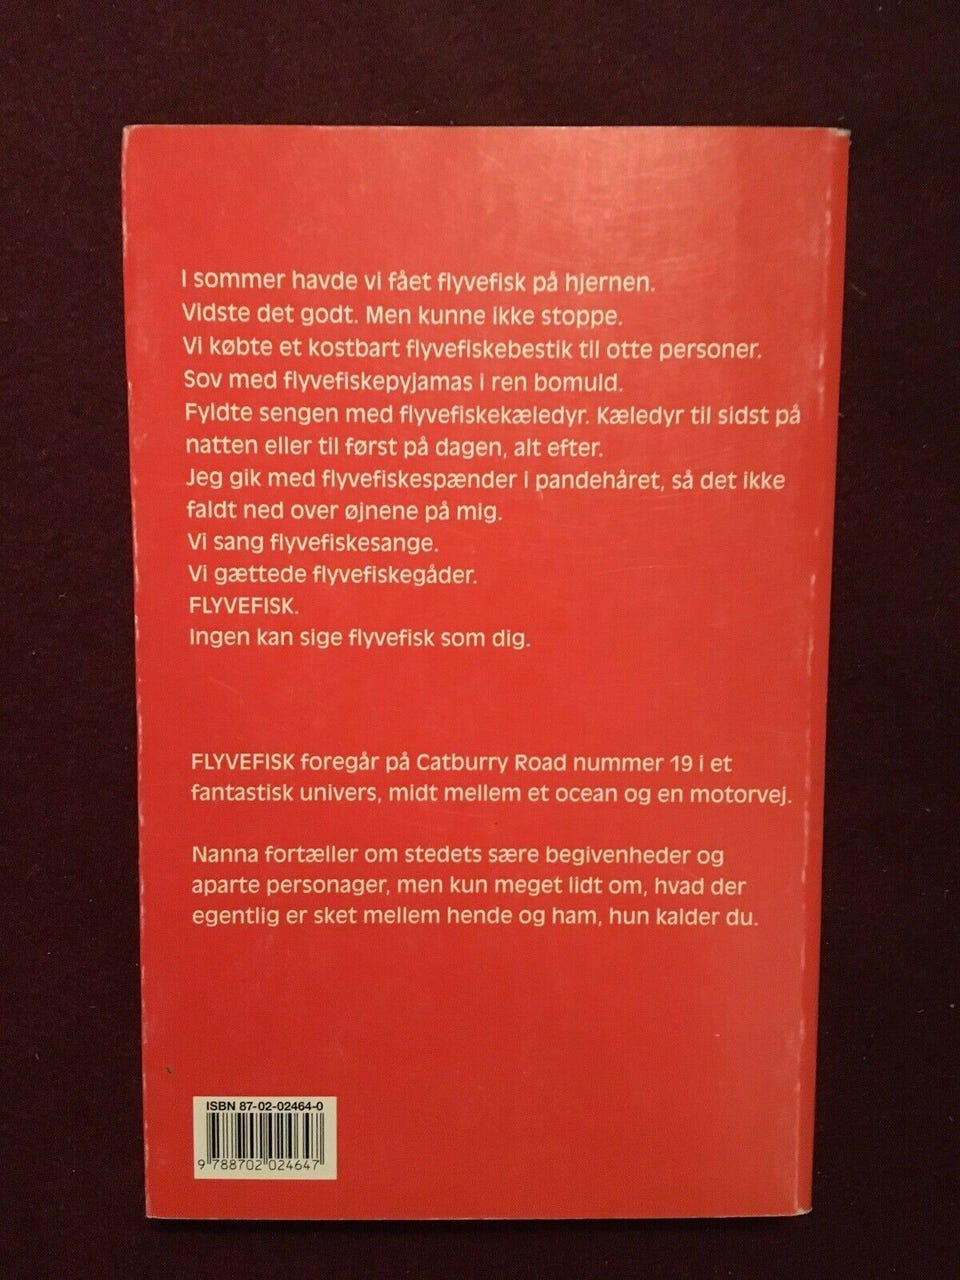 I sommer havde vi fået flyvefisk på hjernen.
Vidste det godt. Men kunne ikke stoppe.
Vi købte et kostbart flyvefiskebestik til otte personer.
Sov med flyvefiskepyjamas i ren bomuld.
Fyldte sengen med flyvefiskekæledyr. Kæledyr til sidst på
natten eller til først på dagen, alt efter.
Jeg gik med flyvefiskespænder i pandehåret, så det ikke
faldt ned over øjnene på mig.
Vi sang flyvefiskesange.
Vi gættede flyvefiskegåder.
FLYVEFISK.
Ingen kan sige flyvefisk som dig.
FLYVEFISK foregår på Catburry Road nummer 19 i et
fantastisk univers, midt mellem et ocean og en motorvej.
Nanna fortæller om stedets sære begivenheder og
aparte personager, men kun meget lidt om, hvad der
egentlig er sket mellem hende og ham, hun kalder du.
ISBN 87-02-02464-0
9 788702 024647